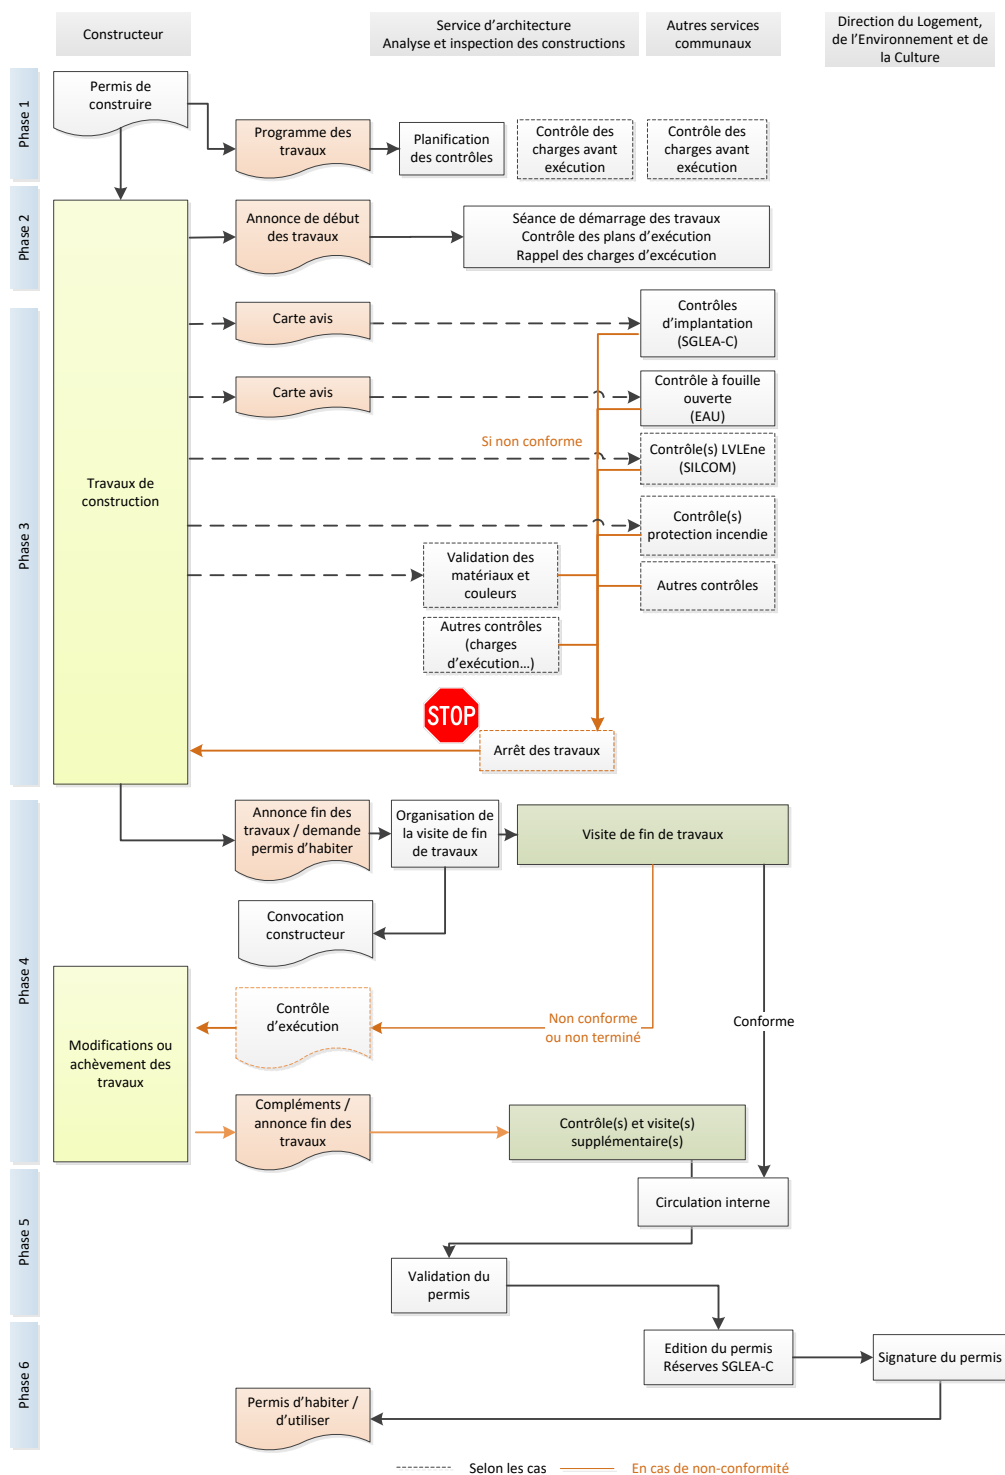 Constructeur
Service d'architecture
Analyse et inspection des constructions
Autres services
communaux
Direction du Logement,
de l'Environnement et de
la Culture
Phase 1
Permis de
construire
Programme des
travaux
Planification
des contrôles
Contrôle des
charges avant
exécution
Contrôle des
charges avant
exécution
Phase 2
Annonce de début
des travaux
Séance de démarrage des travaux
Contrôle des plans d'exécution
Rappel des charges d'excécution
Phase 3
Travaux de
construction
Carte avis
Contrôles
d'implantation
(SGLEA-C)
Carte avis
Contrôle à fouille
ouverte
(EAU)
Si non conforme
Contrôle(s) LVLEne
(SILCOM)
Contrôle(s)
protection incendie
Validation des
matériaux et
couleurs
Autres contrôles
Autres contrôles
(charges
d'exécution...)
STOP
Arrêt des travaux
Phase 4
Annonce fin des
travaux / demande
permis d'habiter
Organisation de
la visite de fin
de travaux
Visite de fin de travaux
Convocation
constructeur
Modifications ou
achèvement des
travaux
Contrôle
d'exécution
Non conforme
ou non terminé
Conforme
Compléments /
annonce fin des
travaux
Contrôle(s) et visite(s)
supplémentaire(s)
Phase 5
Circulation interne
Validation du
permis
Phase 6
Edition du permis
Réserves SGLEA-C
Signature du permis
Permis d'habiter /
d'utiliser
Selon les cas
En cas de non-conformité